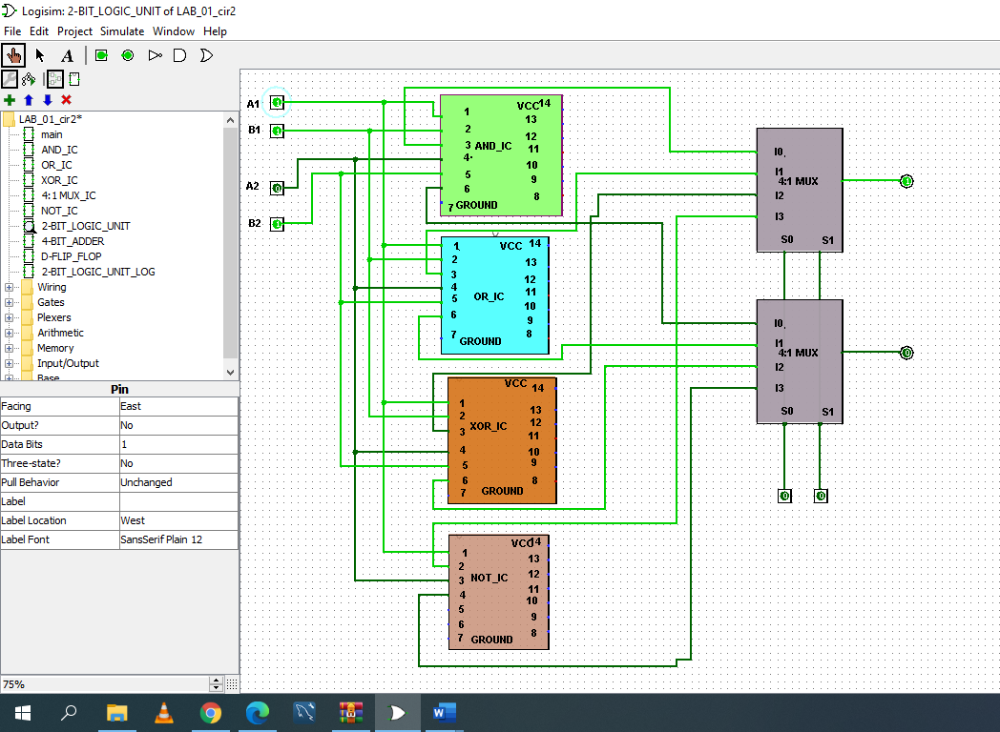 Logisim: 2-BIT_LOGIC_UNIT of LAB_01_cir2
File Edit Project Simulate Window Help
A
LAB_01_cir2*
main
AND_IC
OR_IC
XOR_IC
4:1 MUX_IC
NOT_IC
2-BIT_LOGIC_UNIT
4-BIT_ADDER
D-FLIP_FLOP
2-BIT_LOGIC_UNIT_LOG
Wiring
Gates
Plexers
Arithmetic
Memory
Input/Output
Base
Pin
Facing East
Output? No
Data Bits 1
Three-state? No
Pull Behavior Unchanged
Label
Label Location West
Label Font SansSerif Plain 12
75%
A1 1
B1 1
A2 0
B2 1
VCC 14
1 13
2 12
3 AND_IC 11
4 10
5 9
6 8
7 GROUND
1 VCC 14
2 13
3 12
4 OR_IC 11
5 10
6 9
7 GROUND 8
VCC 14
1 13
2 XOR_IC 12
3 11
4 10
5 9
6 8
7 GROUND
VCC 14
1 13
2 NOT_IC 12
3 11
4 10
5 9
6 8
7 GROUND
I0
I1
4:1 MUX
I2
I3
S0 S1
1
I0
I1
4:1 MUX
I2
I3
S0 S1
0
0 0